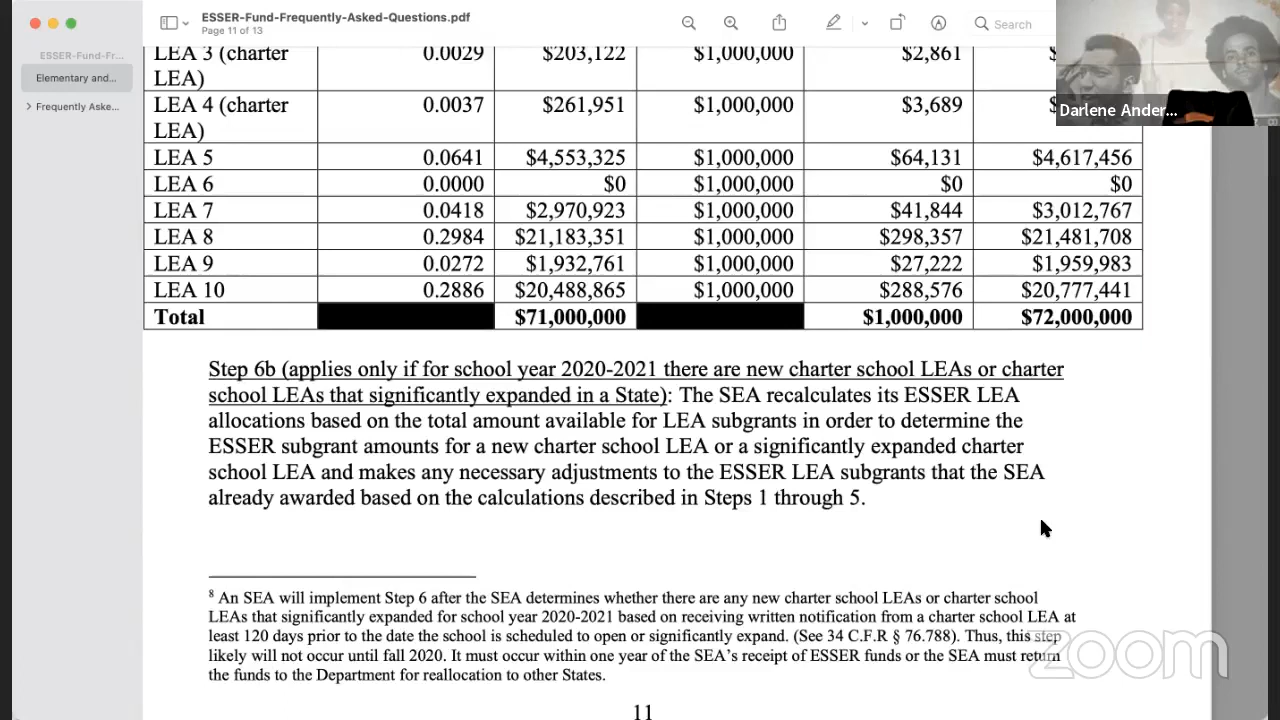 ESSER-Fund-Frequently-Asked-Questions.pdf
Page 11 of 13
Search
ESSER-Fund-Fr...
Elementary and...
Frequently Aske...
Darlene Ander...
LEA 3 (charter LEA) 0.0029 $203,122 $1,000,000 $2,861 $
LEA 4 (charter LEA) 0.0037 $261,951 $1,000,000 $3,689 $
LEA 5 0.0641 $4,553,325 $1,000,000 $64,131 $4,617,456
LEA 6 0.0000 $0 $1,000,000 $0 $0
LEA 7 0.0418 $2,970,923 $1,000,000 $41,844 $3,012,767
LEA 8 0.2984 $21,183,351 $1,000,000 $298,357 $21,481,708
LEA 9 0.0272 $1,932,761 $1,000,000 $27,222 $1,959,983
LEA 10 0.2886 $20,488,865 $1,000,000 $288,576 $20,777,441
Total $71,000,000 $1,000,000 $72,000,000
Step 6b (applies only if for school year 2020-2021 there are new charter school LEAs or charter
school LEAs that significantly expanded in a State): The SEA recalculates its ESSER LEA
allocations based on the total amount available for LEA subgrants in order to determine the
ESSER subgrant amounts for a new charter school LEA or a significantly expanded charter
school LEA and makes any necessary adjustments to the ESSER LEA subgrants that the SEA
already awarded based on the calculations described in Steps 1 through 5.
8 An SEA will implement Step 6 after the SEA determines whether there are any new charter school LEAs or charter school
LEAs that significantly expanded for school year 2020-2021 based on receiving written notification from a charter school LEA at
least 120 days prior to the date the school is scheduled to open or significantly expand. (See 34 C.F.R § 76.788). Thus, this step
likely will not occur until fall 2020. It must occur within one year of the SEA's receipt of ESSER funds or the SEA must return
the funds to the Department for reallocation to other States.
zoom
11